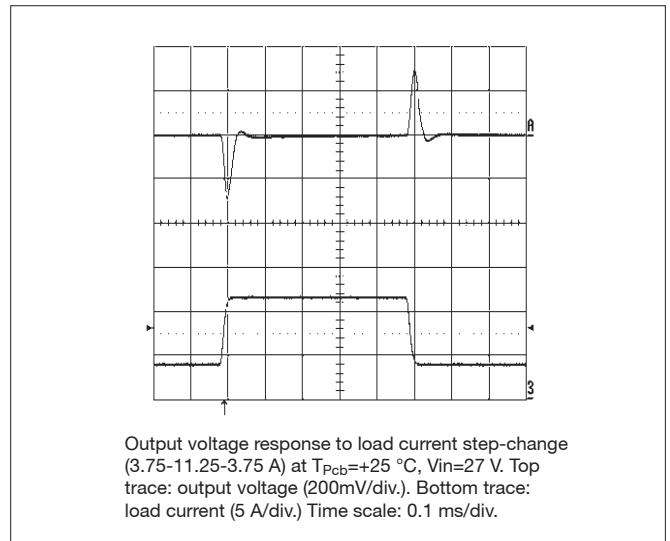 A
3
Output voltage response to load current step-change
(3.75-11.25-3.75 A) at TPcb=+25 °C, Vin=27 V. Top
trace: output voltage (200mV/div.). Bottom trace:
load current (5 A/div.) Time scale: 0.1 ms/div.